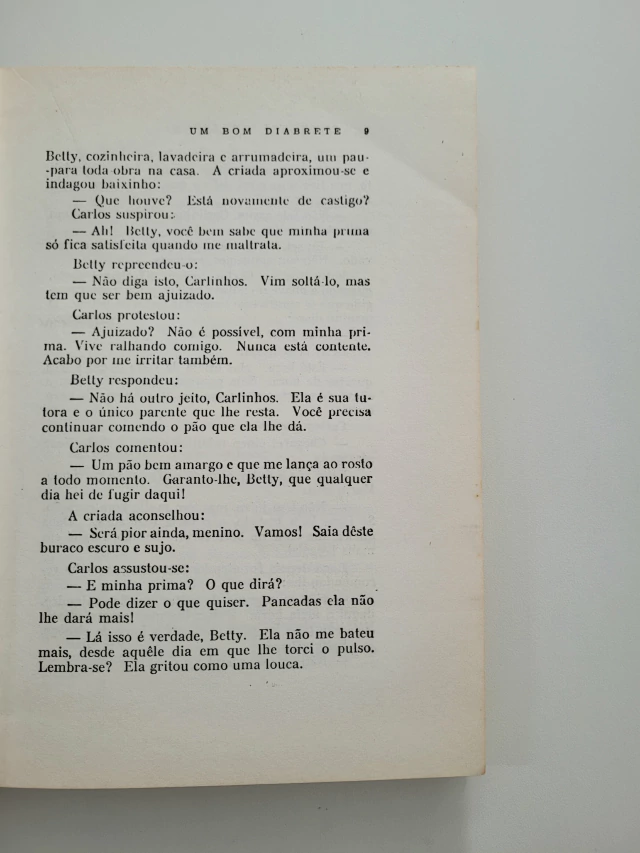 UM BOM DIABRETE 9
Betty, cozinheira, lavadeira e arrumadeira, um pau-
-para toda obra na casa. A criada aproximou-se e
indagou baixinho:
— Que houve? Está novamente de castigo?
Carlos suspirou:
— Ah! Betty, você bem sabe que minha prima
só fica satisfeita quando me maltrata.
Betty repreendeu-o:
— Não diga isto, Carlinhos. Vim soltá-lo, mas
tem que ser bem ajuizado.
Carlos protestou:
— Ajuizado? Não é possível, com minha pri-
ma. Vive ralhando comigo. Nunca está contente.
Acabo por me irritar também.
Betty respondeu:
— Não há outro jeito, Carlinhos. Ela é sua tu-
tora e o único parente que lhe resta. Você precisa
continuar comendo o pão que ela lhe dá.
Carlos comentou:
— Um pão bem amargo e que me lança ao rosto
a todo momento. Garanto-lhe, Betty, que qualquer
dia hei de fugir daqui!
A criada aconselhou:
— Será pior ainda, menino. Vamos! Saia dêste
buraco escuro e sujo.
Carlos assustou-se:
— E minha prima? O que dirá?
— Pode dizer o que quiser. Pancadas ela não
lhe dará mais!
— Lá isso é verdade, Betty. Ela não me bateu
mais, desde aquêle dia em que lhe torci o pulso.
Lembra-se? Ela gritou como uma louca.